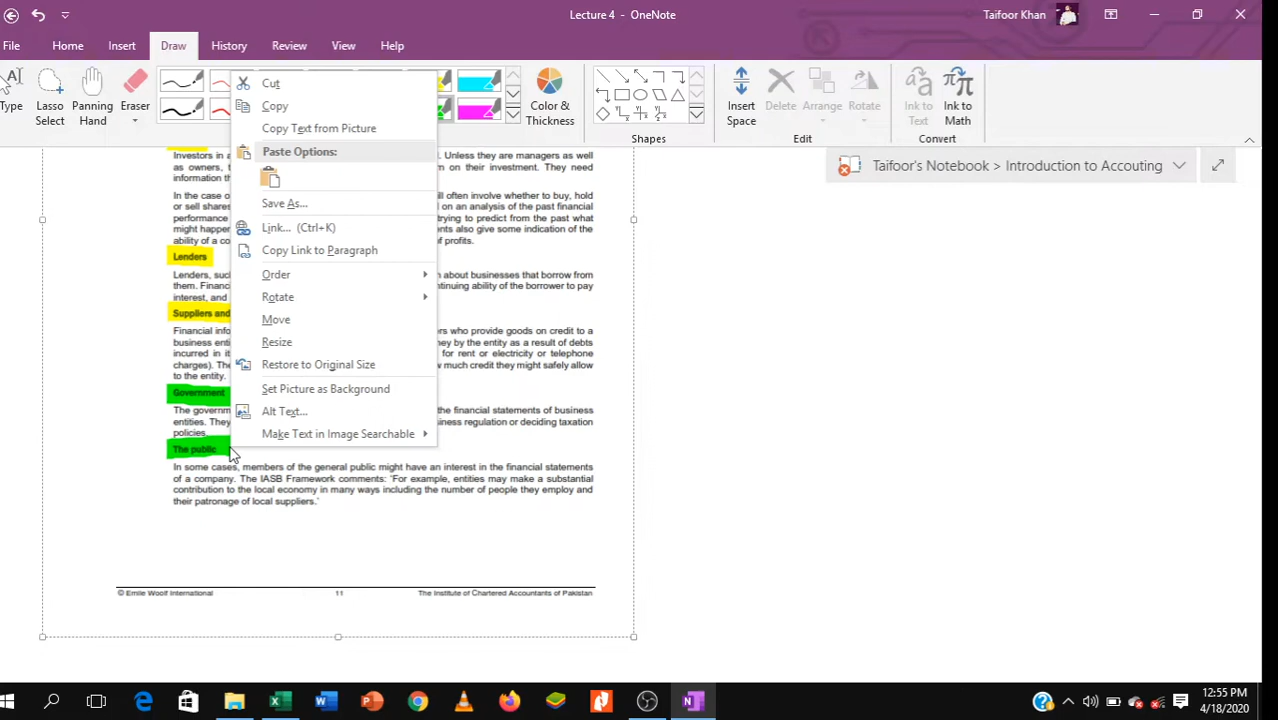 Lecture 4 - OneNote
Taifoor Khan
File Home Insert Draw History Review View Help
Type
Lasso Select
Panning Hand
Eraser
Color & Thickness
Shapes
Insert Space
Delete
Arrange
Rotate
Edit
Ink to Text
Ink to Math
Convert
Taifoor's Notebook > Introduction to Accouting
Cut
Copy
Copy Text from Picture
Paste Options:
Save As...
Link... (Ctrl+K)
Copy Link to Paragraph
Order
Rotate
Move
Resize
Restore to Original Size
Set Picture as Background
Alt Text...
Make Text in Image Searchable
Investors in a Unless they are managers as well
as owners, on their investment. They need
information
In the case o ill often involve whether to buy, hold
or sell shares on an analysis of the past financial
performance trying to predict from the past what
might happen ents also give some indication of the
ability of a co of profits.
Lenders
Lenders, suc about businesses that borrow from
them. Financ ntinuing ability of the borrower to pay
interest, and
Suppliers and
Financial info rs who provide goods on credit to a
business enti ney by the entity as a result of debts
incurred in it for rent or electricity or telephone
charges). The w much credit they might safely allow
to the entity.
Government
The governm the financial statements of business
entities. They siness regulation or deciding taxation
policies.
The public
In some cases, members of the general public might have an interest in the financial statements
of a company. The IASB Framework comments: 'For example, entities may make a substantial
contribution to the local economy in many ways including the number of people they employ and
their patronage of local suppliers.'
© Emile Woolf International 11 The Institute of Chartered Accountants of Pakistan
12:55 PM
4/18/2020